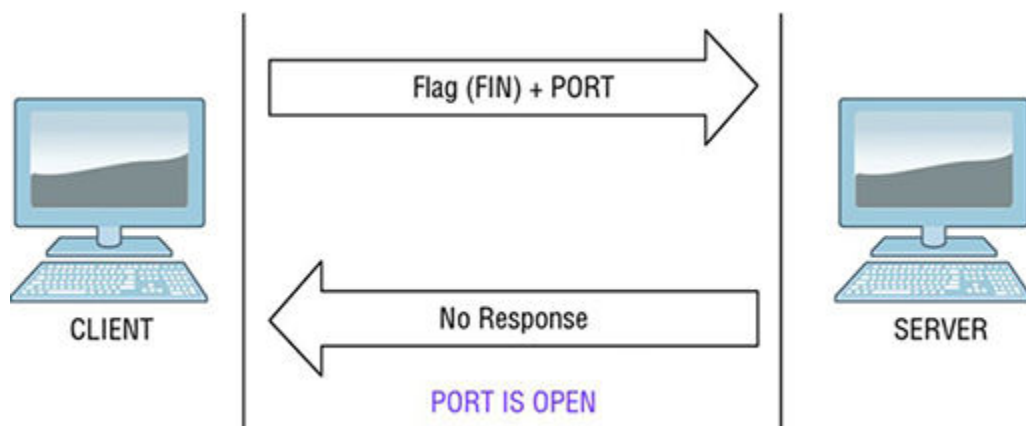 Flag (FIN) + PORT
No Response
CLIENT
SERVER
PORT IS OPEN